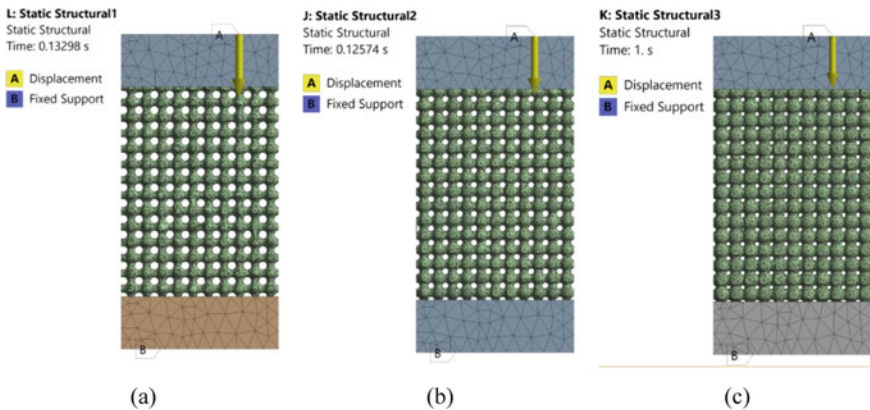 L: Static Structural1
Static Structural
Time: 0.13298 s
A Displacement
B Fixed Support
A
B
(a)
J: Static Structural2
Static Structural
Time: 0.12574 s
A Displacement
B Fixed Support
A
B
(b)
K: Static Structural3
Static Structural
Time: 1. s
A Displacement
B Fixed Support
A
B
(c)